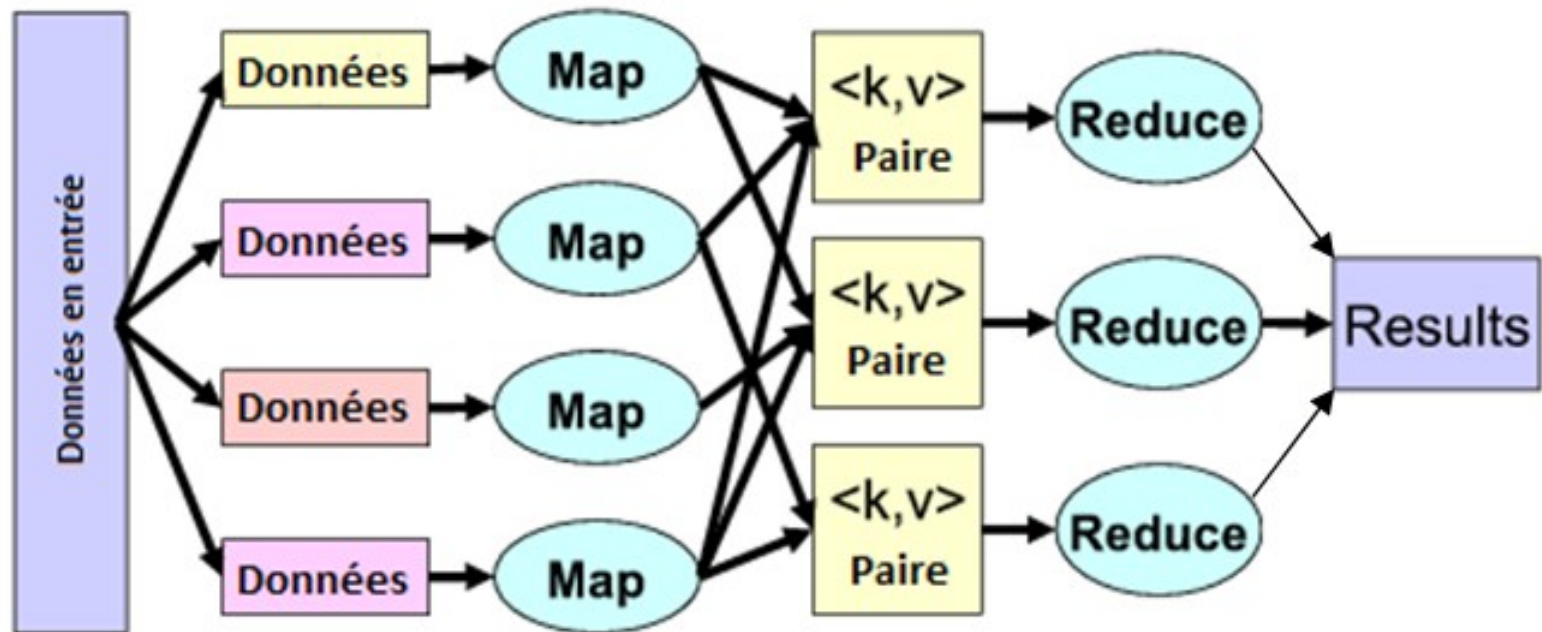 Données en entrée
Données
Map
Données
Map
Données
Map
Données
Map
<k,v>
Paire
Reduce
<k,v>
Paire
Reduce
<k,v>
Paire
Reduce
Results